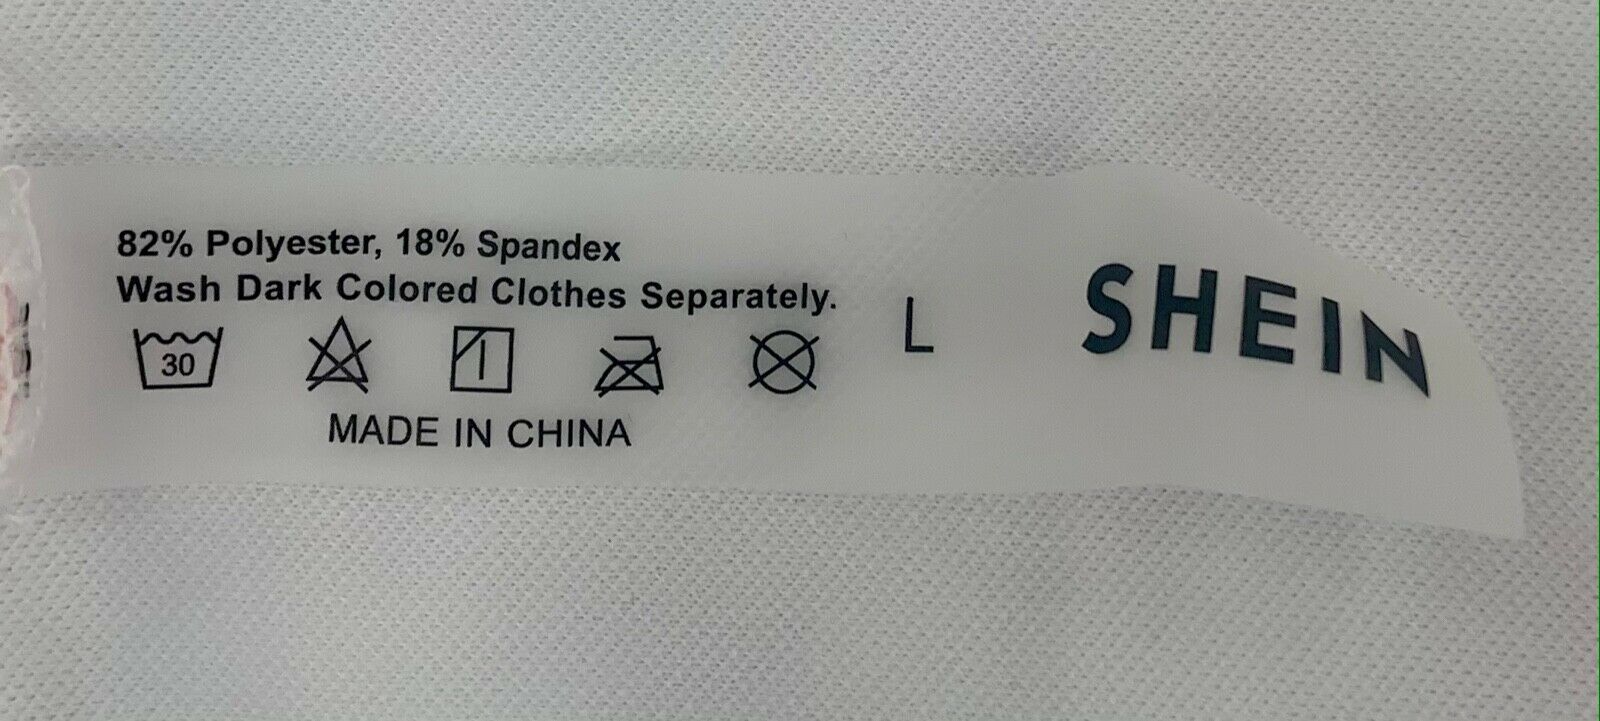 82% Polyester, 18% Spandex
Wash Dark Colored Clothes Separately.
30
MADE IN CHINA
L
SHEIN